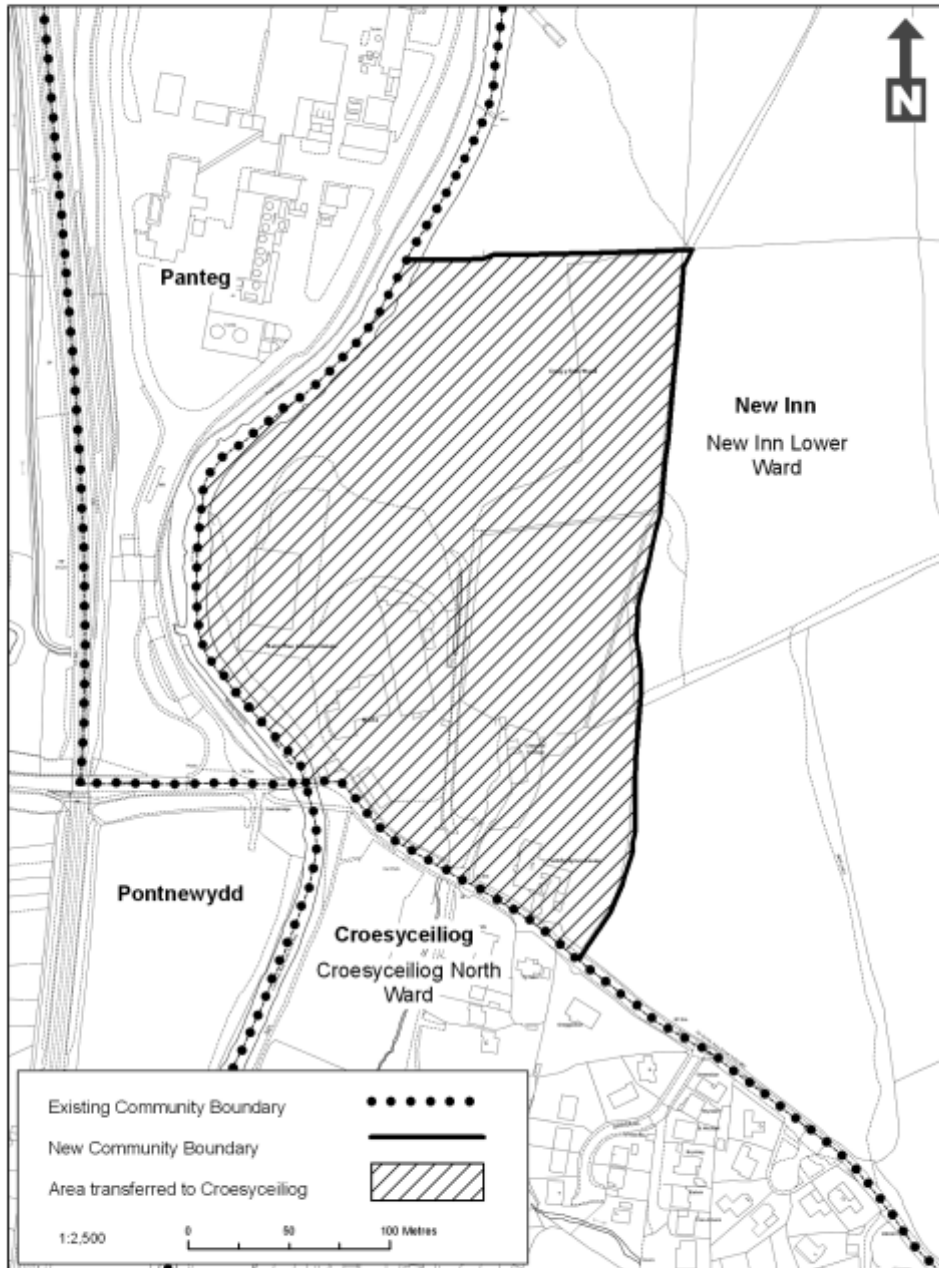 N
Panteg
New Inn
New Inn Lower
Ward
Pontnewydd
Croesyceiliog
Croesyceiliog North
Ward
Existing Community Boundary
New Community Boundary
Area transferred to Croesyceiliog
1:2,500
0 50 100 Metres